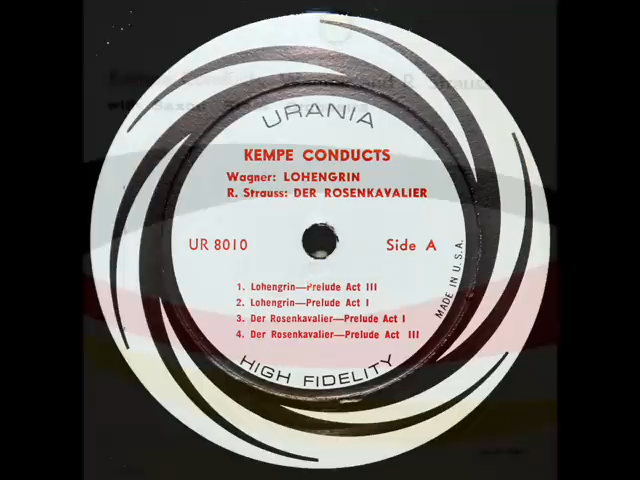 URANIA
KEMPE CONDUCTS
Wagner: LOHENGRIN
R. Strauss: DER ROSENKAVALIER
UR 8010 Side A
1. Lohengrin—Prelude Act III
2. Lohengrin—Prelude Act I
3. Der Rosenkavalier—Prelude Act I
4. Der Rosenkavalier—Prelude Act III
MADE IN U.S.A.
HIGH FIDELITY